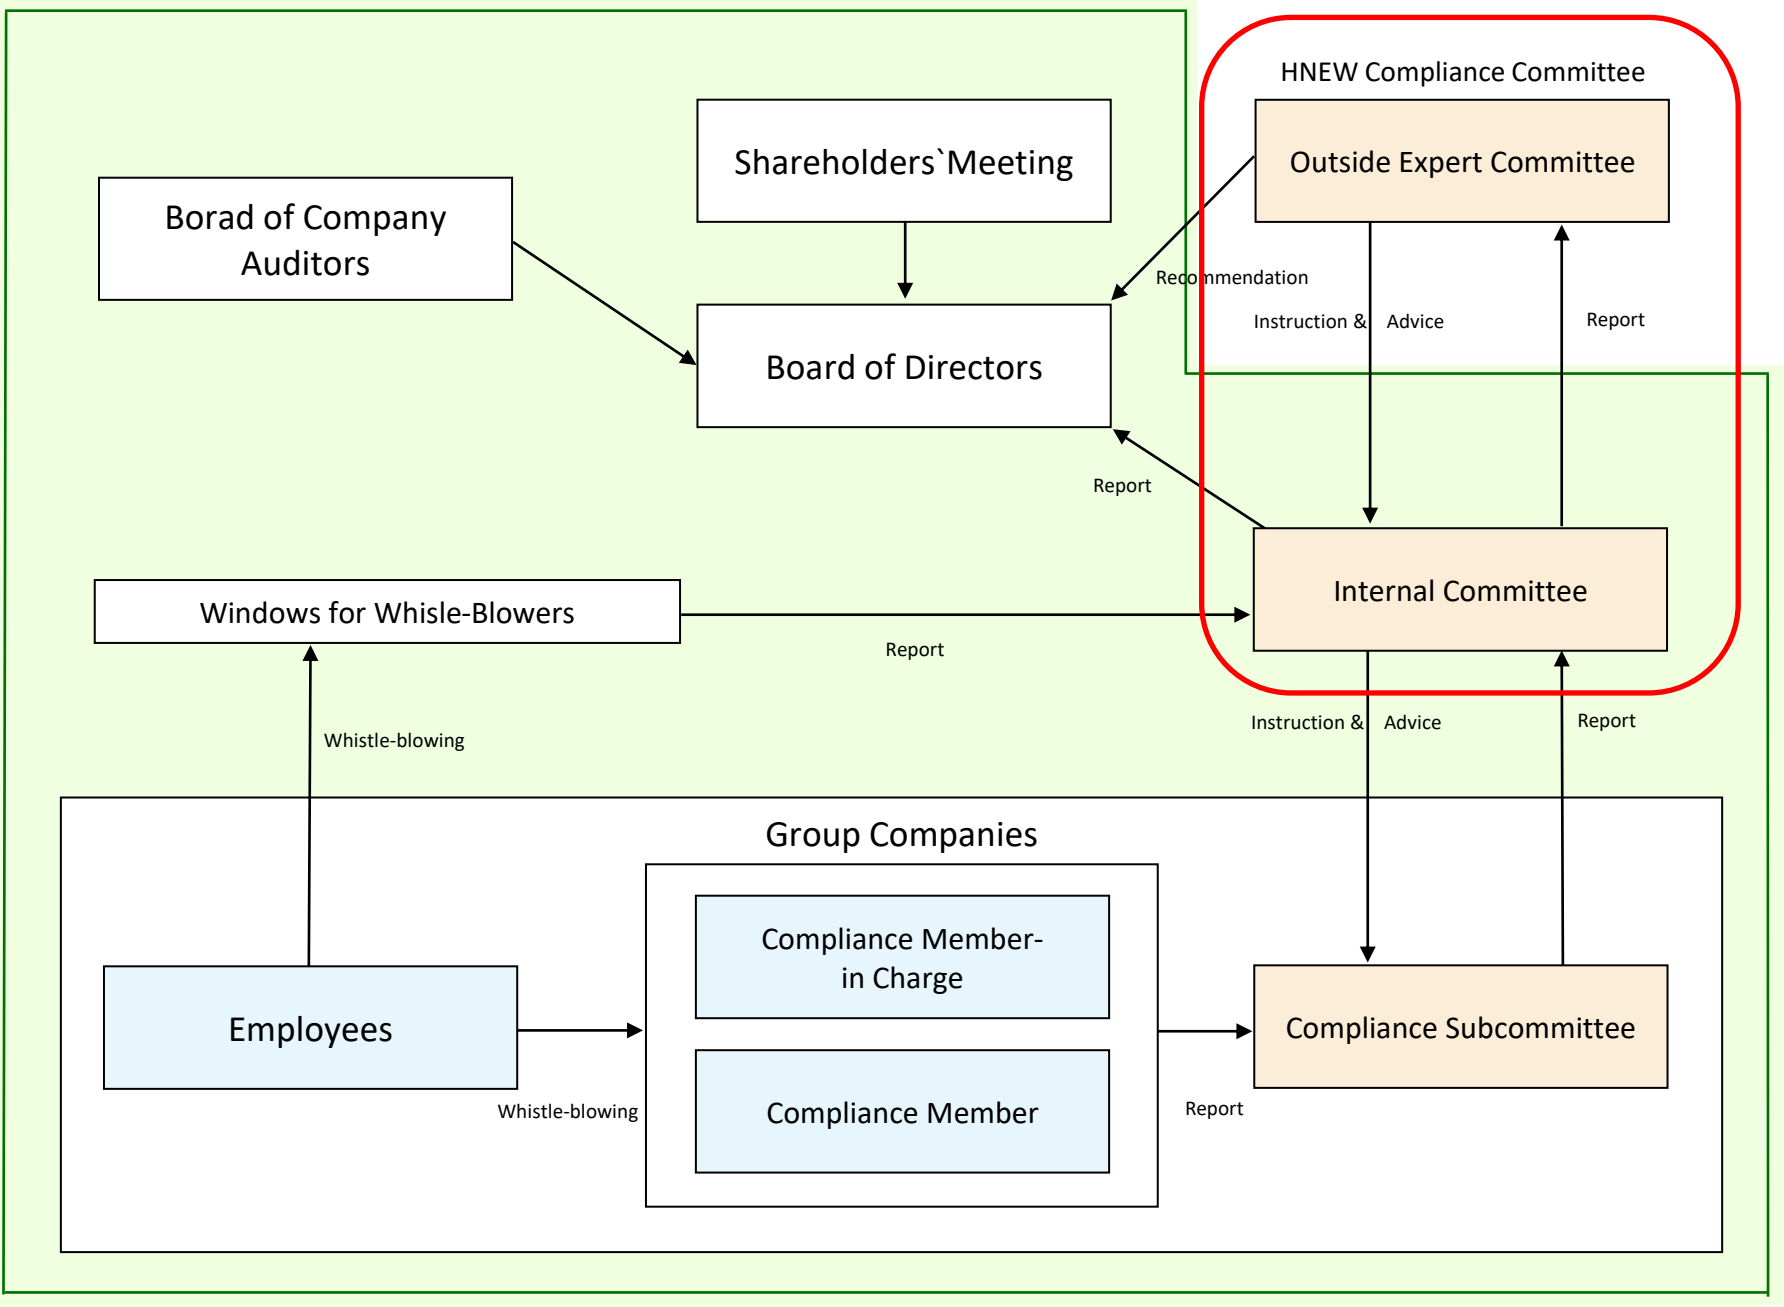 HNEW Compliance Committee
Shareholders`Meeting
Outside Expert Committee
Borad of Company
Auditors
Recommendation
Instruction & Advice
Report
Board of Directors
Report
Internal Committee
Windows for Whisle-Blowers
Report
Instruction & Advice
Report
Whistle-blowing
Group Companies
Compliance Member-
in Charge
Employees
Compliance Subcommittee
Whistle-blowing
Compliance Member
Report